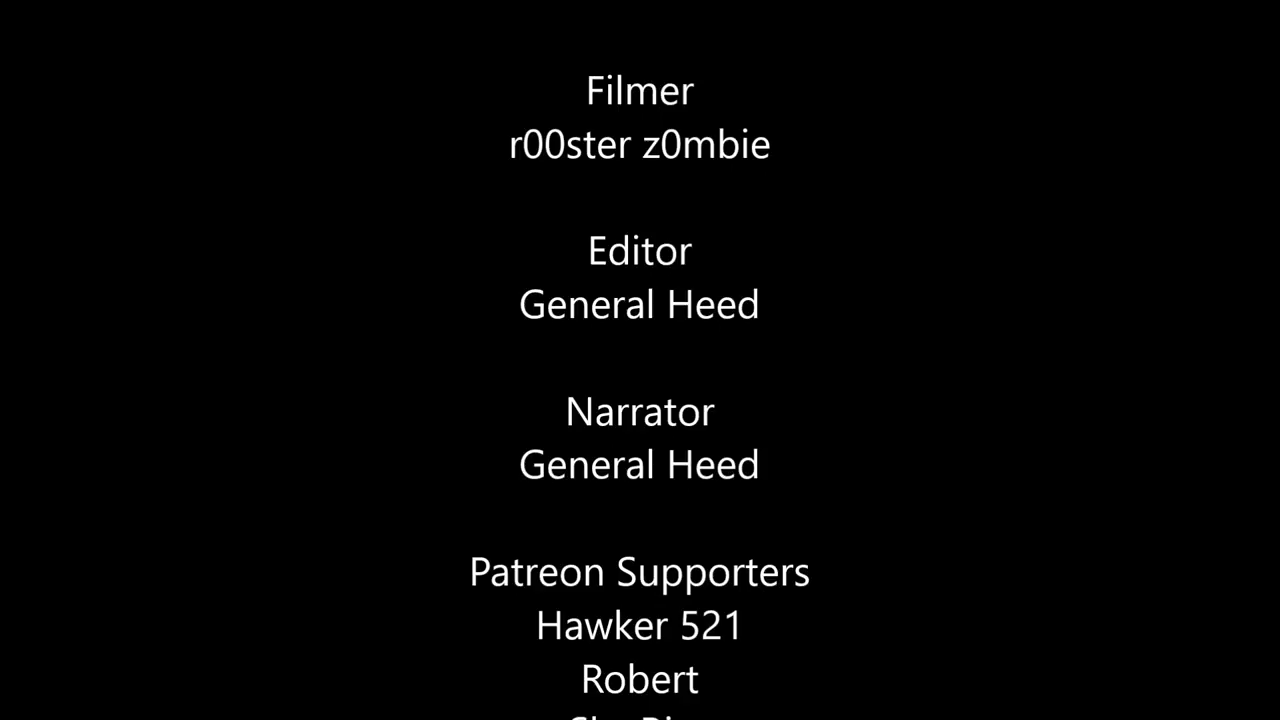 Filmer
r00ster z0mbie
Editor
General Heed
Narrator
General Heed
Patreon Supporters
Hawker 521
Robert